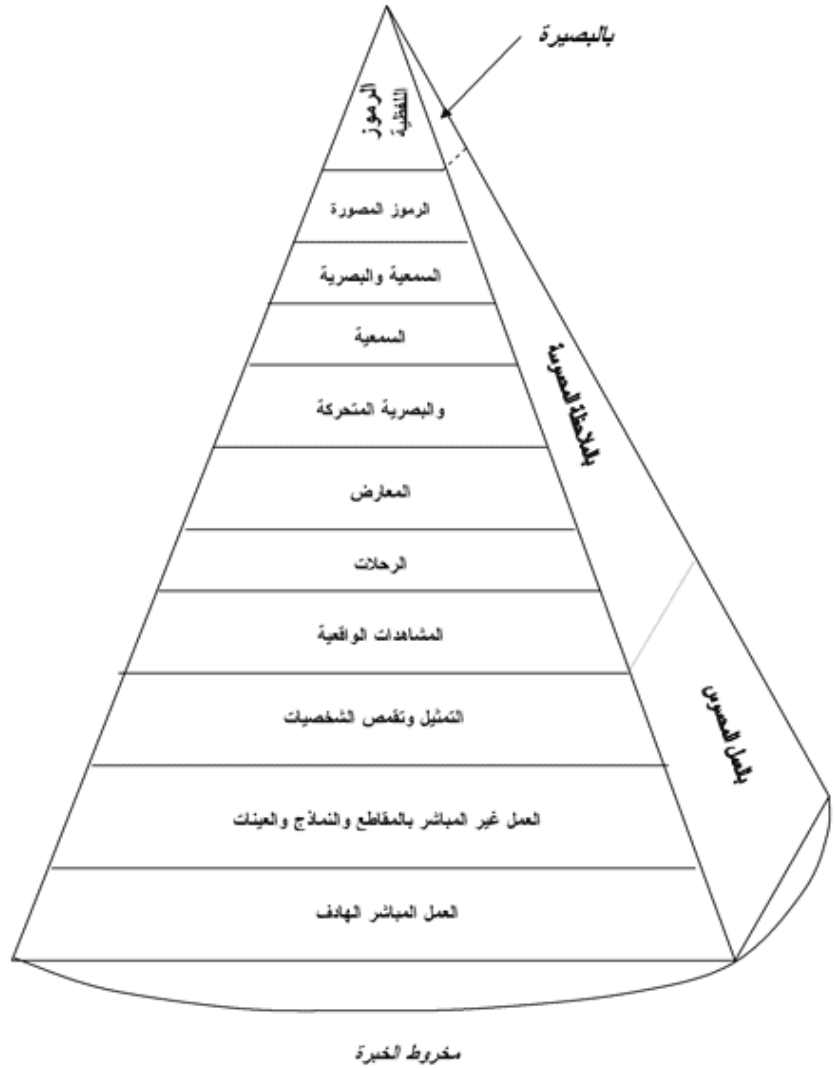 بالبصيرة
الرموز
اللفظية
الرموز المصورة
السمعية والبصرية
السمعية
والبصرية المتحركة
بالملاحظة المحسوسة
المعارض
الرحلات
المشاهدات الواقعية
التمثيل وتقمص الشخصيات
بالعمل المحسوس
العمل غير المباشر بالمقاطع والنماذج والعينات
العمل المباشر الهادف
مخروط الخبرة